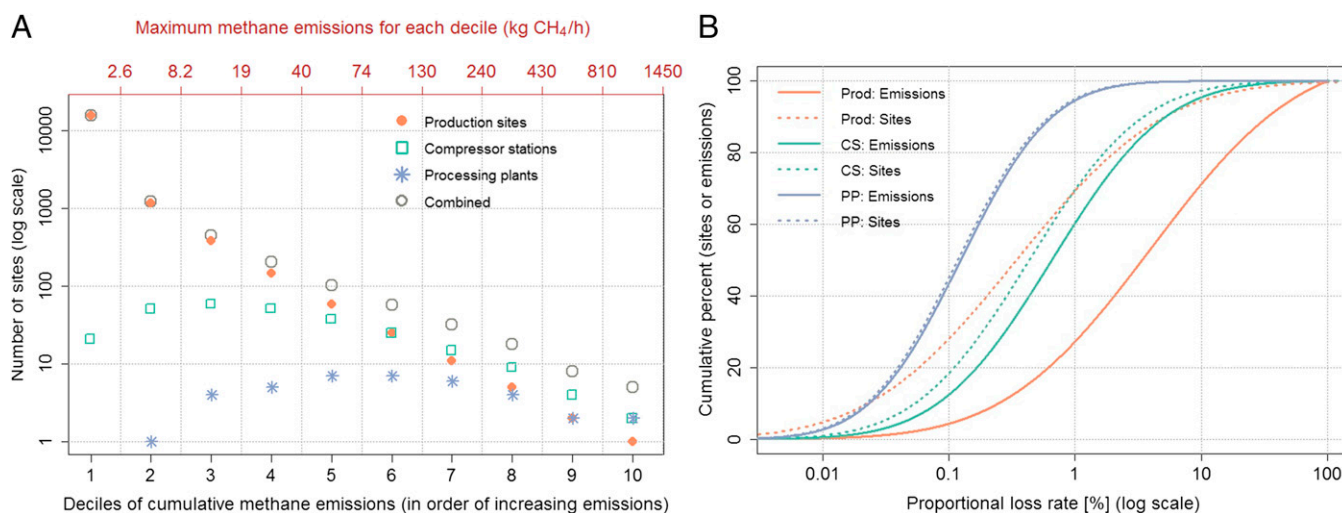 A
Maximum methane emissions for each decile (kg CH₄/h)
2.6 8.2 19 40 74 130 240 430 810 1450
Number of sites (log scale)
10000
1000
100
10
1
Production sites
Compressor stations
Processing plants
Combined
1 2 3 4 5 6 7 8 9 10
Deciles of cumulative methane emissions (in order of increasing emissions)
B
Cumulative percent (sites or emissions)
100
80
60
40
20
0
Prod: Emissions
Prod: Sites
CS: Emissions
CS: Sites
PP: Emissions
PP: Sites
0.01 0.1 1 10 100
Proportional loss rate [%] (log scale)